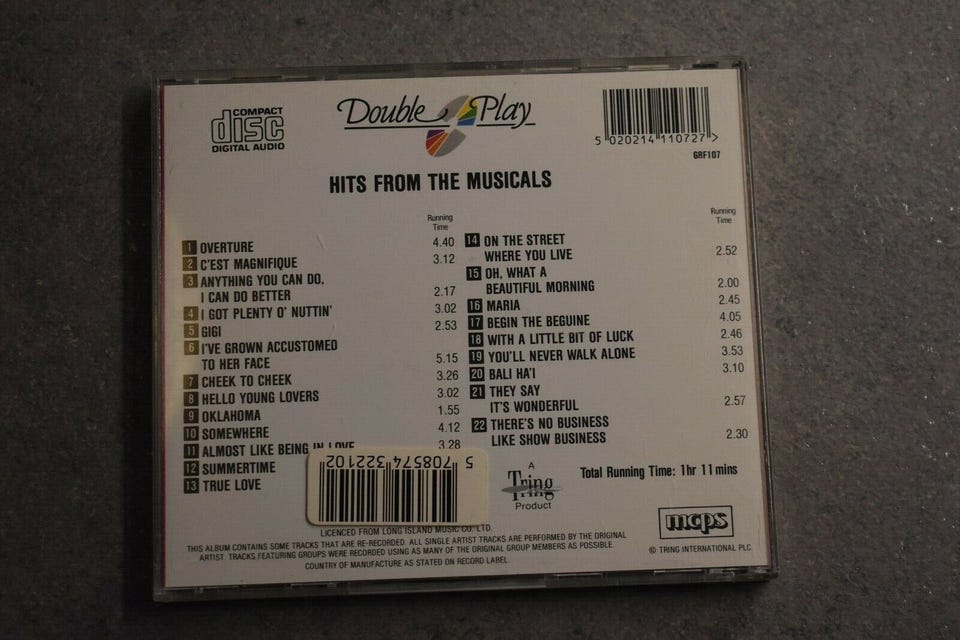 COMPACT
disc
DIGITAL AUDIO
Double Play
5 020214 110727 >
GRF107
HITS FROM THE MUSICALS
Running
Time
1 OVERTURE 4.40
2 C'EST MAGNIFIQUE 3.12
3 ANYTHING YOU CAN DO,
I CAN DO BETTER 2.17
4 I GOT PLENTY O' NUTTIN' 3.02
5 GIGI 2.53
6 I'VE GROWN ACCUSTOMED
TO HER FACE 5.15
7 CHEEK TO CHEEK 3.26
8 HELLO YOUNG LOVERS 3.02
9 OKLAHOMA 1.55
10 SOMEWHERE 4.12
11 ALMOST LIKE BEING IN LOVE 3.28
12 SUMMERTIME
13 TRUE LOVE
Running
Time
14 ON THE STREET
WHERE YOU LIVE 2.52
15 OH, WHAT A
BEAUTIFUL MORNING 2.00
16 MARIA 2.45
17 BEGIN THE BEGUINE 4.05
18 WITH A LITTLE BIT OF LUCK 2.46
19 YOU'LL NEVER WALK ALONE 3.53
20 BALI HA'I 3.10
21 THEY SAY
IT'S WONDERFUL 2.57
22 THERE'S NO BUSINESS
LIKE SHOW BUSINESS 2.30
5 708574 322102
A
Tring
Product
Total Running Time: 1hr 11mins
mcps
LICENCED FROM LONG ISLAND MUSIC CO. LTD.
THIS ALBUM CONTAINS SOME TRACKS THAT ARE RE-RECORDED. ALL SINGLE ARTIST TRACKS ARE PERFORMED BY THE ORIGINAL
ARTIST. TRACKS FEATURING GROUPS WERE RECORDED USING AS MANY OF THE ORIGINAL GROUP MEMBERS AS POSSIBLE.
COUNTRY OF MANUFACTURE AS STATED ON RECORD LABEL.
© TRING INTERNATIONAL PLC